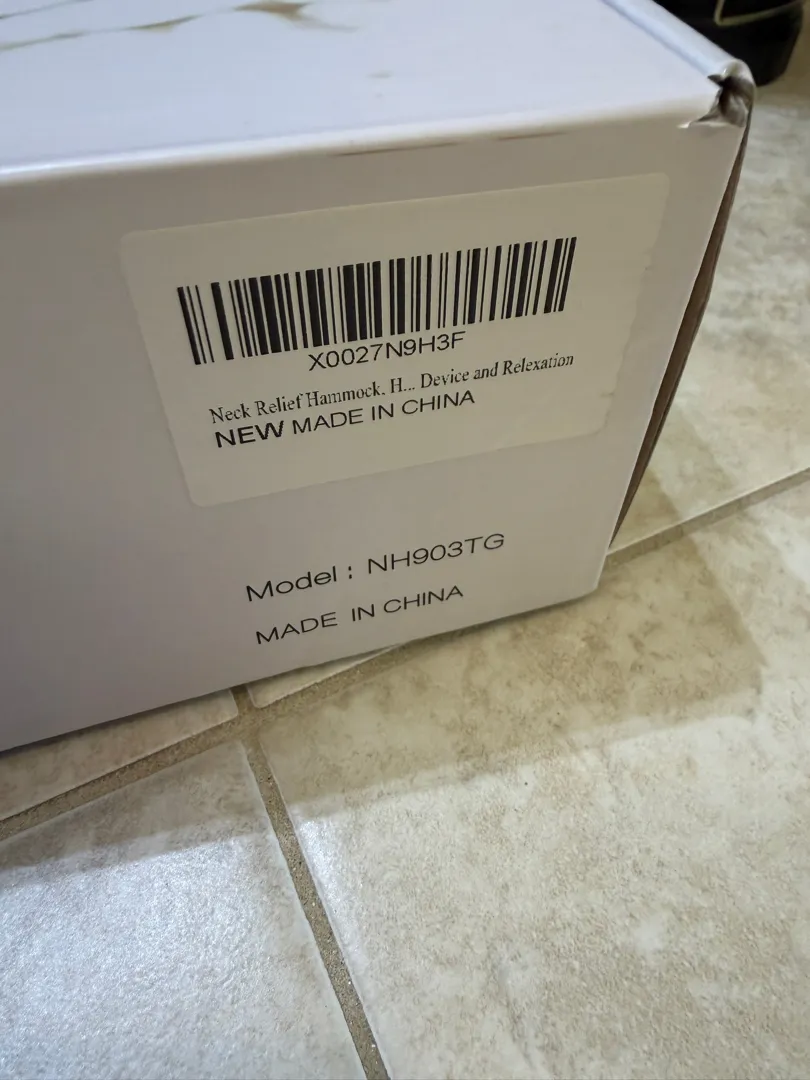 X0027N9H3F
Neck Relief Hammock, H... Device and Relexation
NEW MADE IN CHINA
Model : NH903TG
MADE IN CHINA